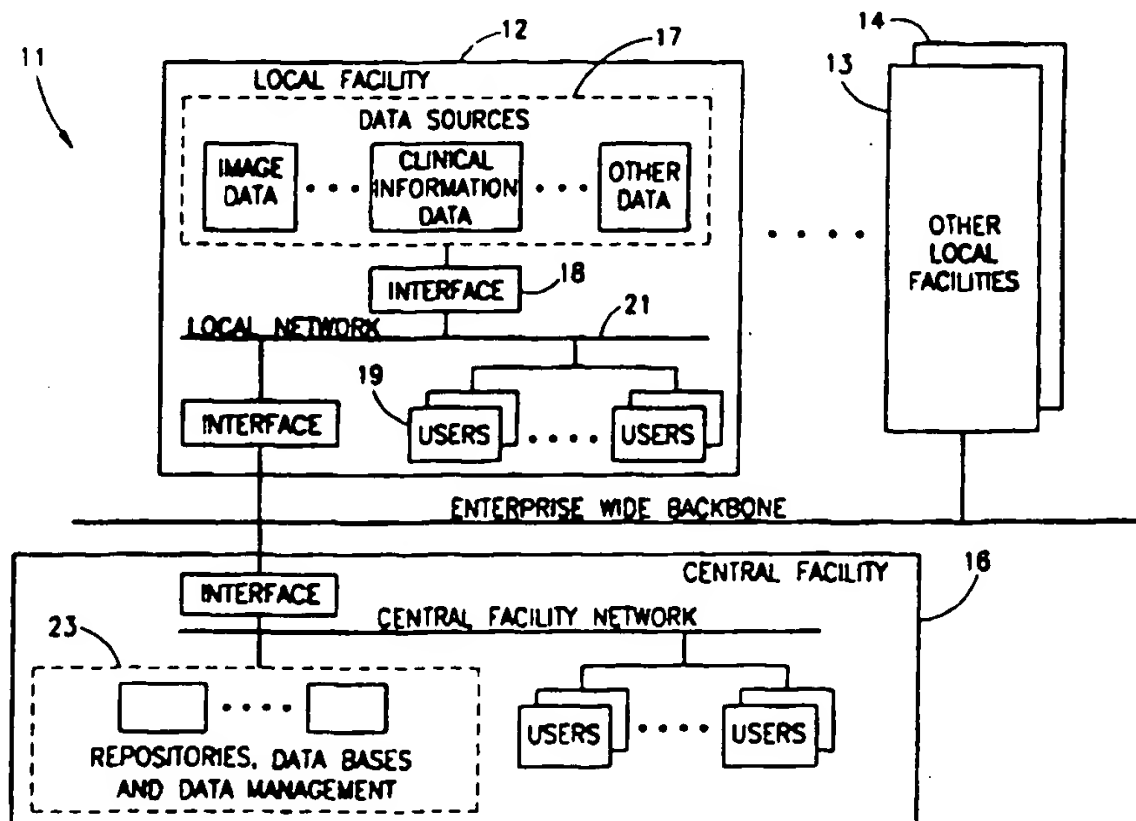 11
12
17
14
13
LOCAL FACILITY
DATA SOURCES
IMAGE
DATA
CLINICAL
INFORMATION
DATA
OTHER
DATA
OTHER
LOCAL
FACILITIES
INTERFACE
18
LOCAL NETWORK
21
19
INTERFACE
USERS
USERS
ENTERPRISE WIDE BACKBONE
CENTRAL FACILITY
16
INTERFACE
CENTRAL FACILITY NETWORK
23
USERS
USERS
REPOSITORIES, DATA BASES
AND DATA MANAGEMENT